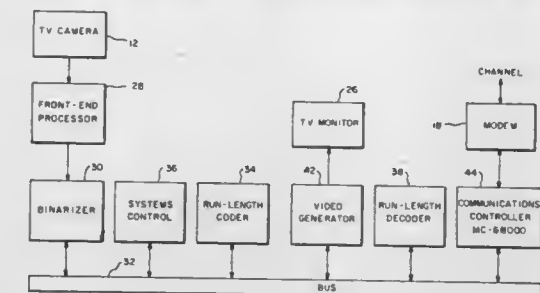 TV CAMERA
12
28
FRONT-END
PROCESSOR
CHANNEL
26
TV MONITOR
18
MODEM
30
BINARIZER
36
SYSTEMS
CONTROL
34
RUN-LENGTH
CODER
42
VIDEO
GENERATOR
38
RUN-LENGTH
DECODER
44
COMMUNICATIONS
CONTROLLER
MC-68000
32
BUS